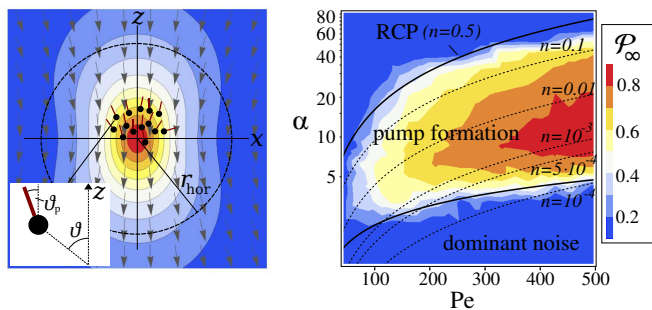 z
x
r_hor
z
ϑ_p
ϑ
80
60
40
20
10
5
α
RCP (n=0.5)
n=0.1
n=0.01
pump formation
n=10^-3
n=5·10^-4
n=10^-4
dominant noise
100 200 300 400 500
Pe
𝒫_∞
0.8
0.6
0.4
0.2